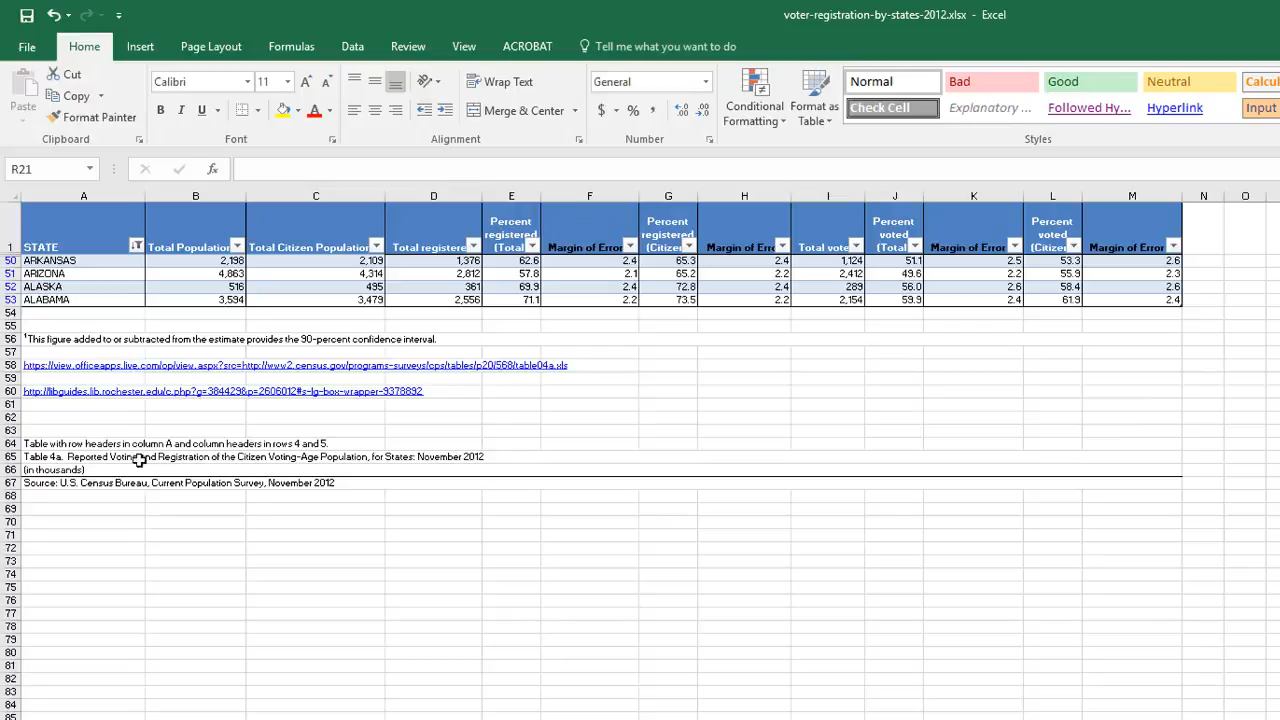 voter-registration-by-states-2012.xlsx - Excel
File Home Insert Page Layout Formulas Data Review View ACROBAT Tell me what you want to do
Paste
Cut
Copy
Format Painter
Clipboard
Calibri 11 A A
B I U A
Font
Wrap Text
Merge & Center
Alignment
General
$ % ,
Number
Conditional Formatting
Format as Table
Normal Bad Good Neutral
Check Cell Explanatory ... Followed Hy... Hyperlink Input
Styles
R21 fx
A B C D E F G H I J K L M N O
1 STATE Total Population Total Citizen Population Total registere Percent registered (Total Margin of Error Percent registered (Citizen Margin of Error Total vote Percent voted (Total Margin of Error Percent voted (Citizen Margin of Error
50 ARKANSAS 2,198 2,109 1,376 62.6 2.4 65.3 2.4 1,124 51.1 2.5 53.3 2.6
51 ARIZONA 4,863 4,314 2,812 57.8 2.1 65.2 2.2 2,412 49.6 2.2 55.9 2.3
52 ALASKA 516 495 361 69.9 2.4 72.8 2.4 289 56.0 2.6 58.4 2.6
53 ALABAMA 3,594 3,479 2,556 71.1 2.2 73.5 2.2 2,154 59.9 2.4 61.9 2.4
54
55
56 ¹This figure added to or subtracted from the estimate provides the 90-percent confidence interval.
57
58 https://view.officeapps.live.com/op/view.aspx?src=http://www2.census.gov/programs-surveys/cps/tables/p20/568/table04a.xls
59
60 http://libguides.lib.rochester.edu/c.php?g=384429&p=2606012#s-lg-box-wrapper-9378892
61
62
63
64 Table with row headers in column A and column headers in rows 4 and 5.
65 Table 4a. Reported Voting and Registration of the Citizen Voting-Age Population, for States: November 2012
66 (in thousands)
67 Source: U.S. Census Bureau, Current Population Survey, November 2012
68
69
70
71
72
73
74
75
76
77
78
79
80
81
82
83
84
85